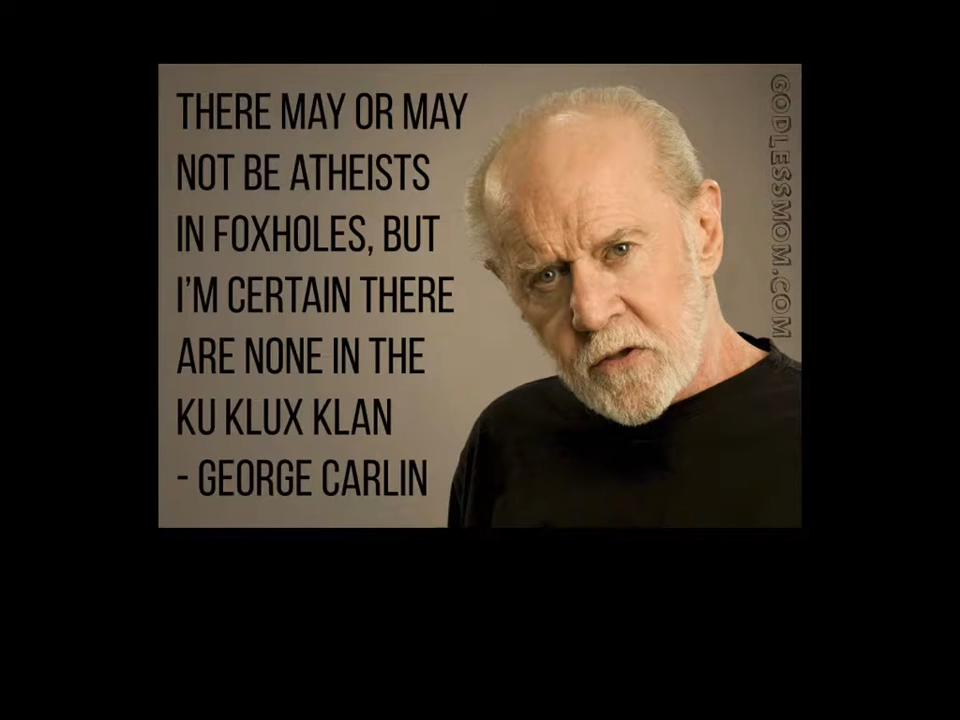 THERE MAY OR MAY
NOT BE ATHEISTS
IN FOXHOLES, BUT
I'M CERTAIN THERE
ARE NONE IN THE
KU KLUX KLAN
- GEORGE CARLIN
GODLESSMOM.COM